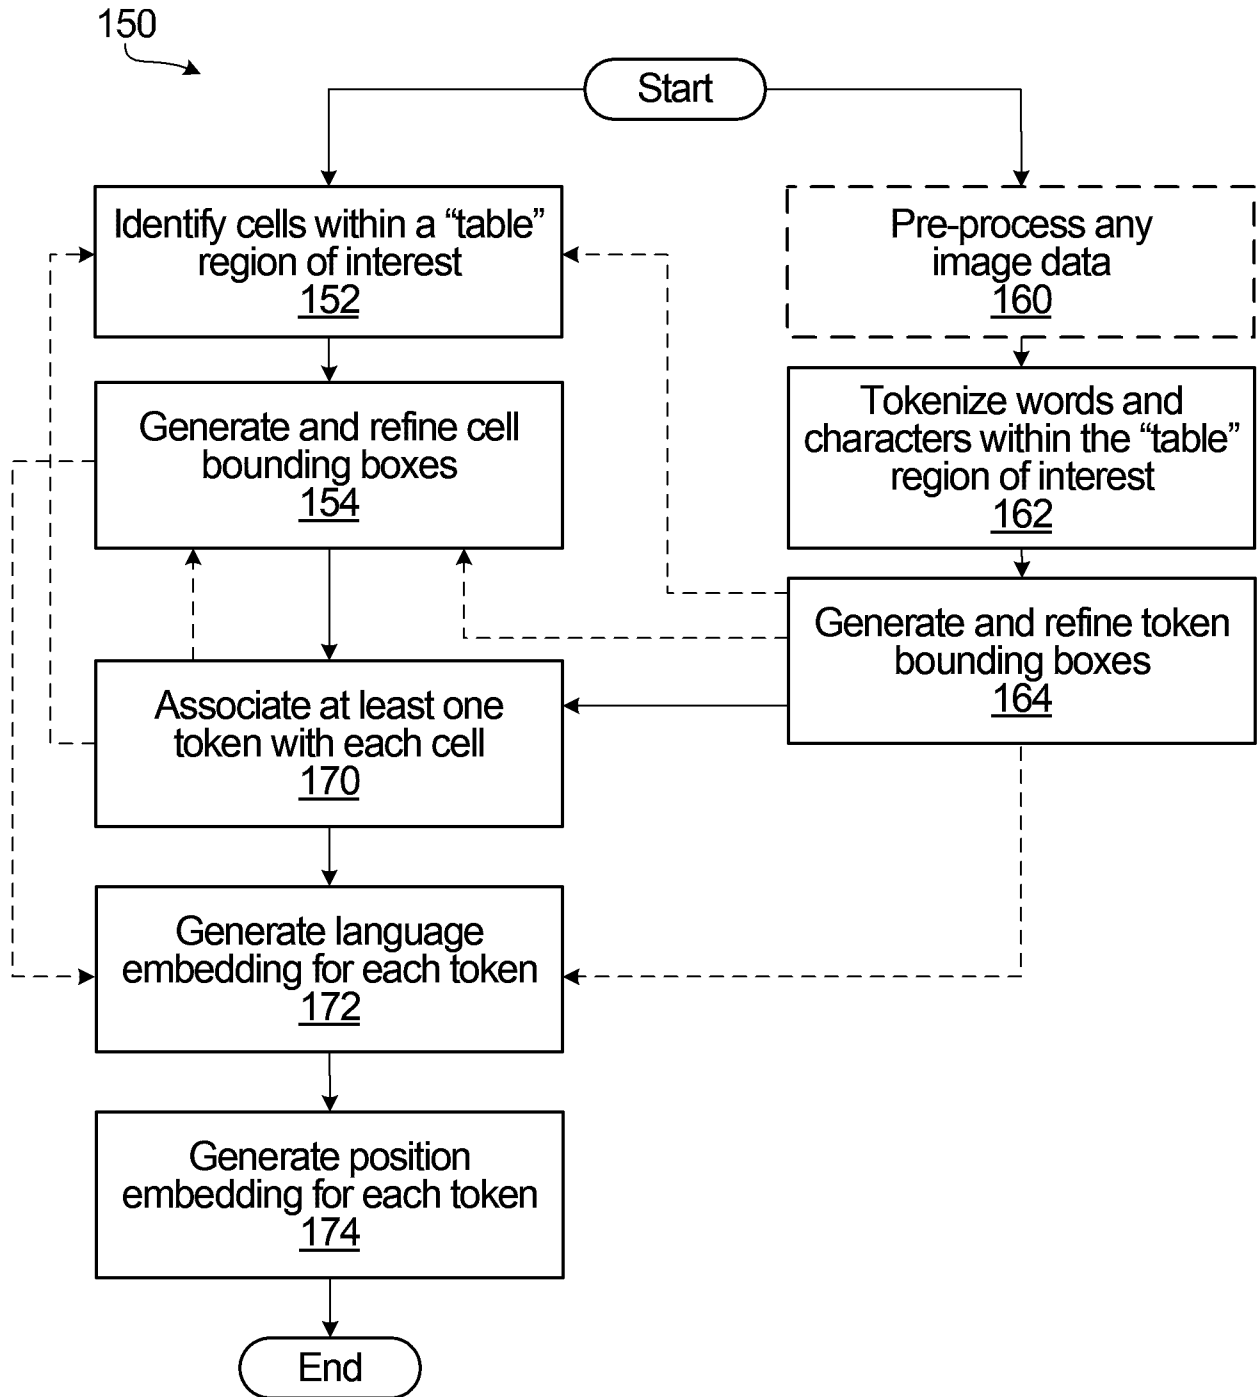 150
Start
Identify cells within a “table”
region of interest
152
Pre-process any
image data
160
Generate and refine cell
bounding boxes
154
Tokenize words and
characters within the “table”
region of interest
162
Generate and refine token
bounding boxes
164
Associate at least one
token with each cell
170
Generate language
embedding for each token
172
Generate position
embedding for each token
174
End